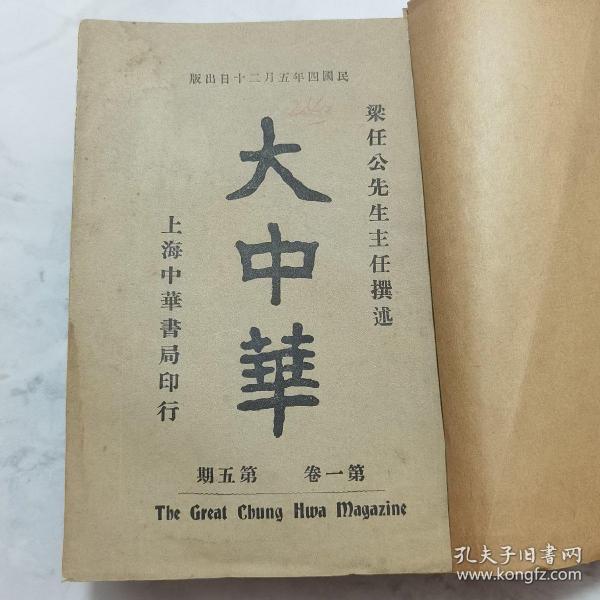 民國四年五月二十日出版
梁任公先生主任撰述
大中華
上海中華書局印行
第一卷 第五期
The Great Chung Hwa Magazine
孔夫子旧書网
www.kongfz.com